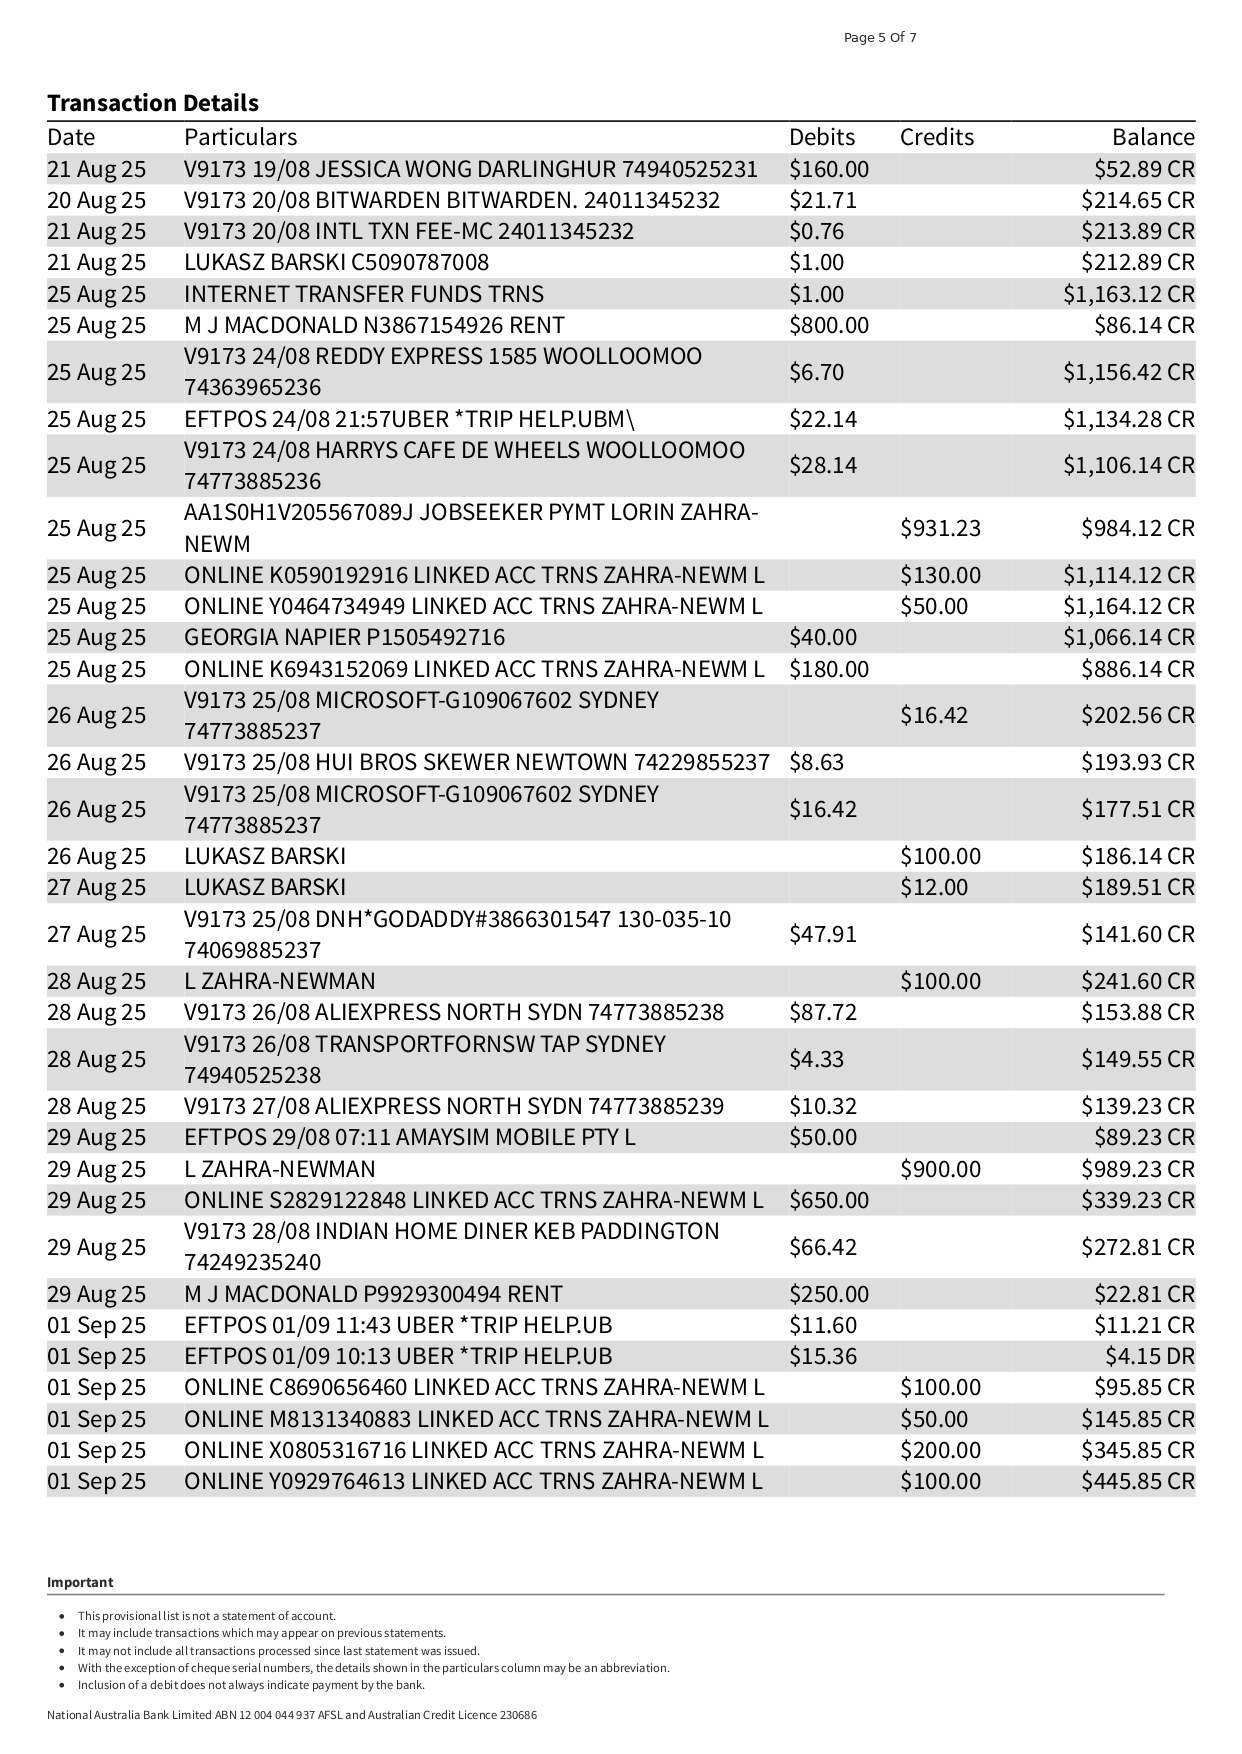 Page 5 Of 7
Transaction Details
Date Particulars Debits Credits Balance
21 Aug 25 V9173 19/08 JESSICA WONG DARLINGHUR 74940525231 $160.00 $52.89 CR
20 Aug 25 V9173 20/08 BITWARDEN BITWARDEN. 24011345232 $21.71 $214.65 CR
21 Aug 25 V9173 20/08 INTL TXN FEE-MC 24011345232 $0.76 $213.89 CR
21 Aug 25 LUKASZ BARSKI C5090787008 $1.00 $212.89 CR
25 Aug 25 INTERNET TRANSFER FUNDS TRNS $1.00 $1,163.12 CR
25 Aug 25 M J MACDONALD N3867154926 RENT $800.00 $86.14 CR
25 Aug 25 V9173 24/08 REDDY EXPRESS 1585 WOOLLOOMOO
74363965236 $6.70 $1,156.42 CR
25 Aug 25 EFTPOS 24/08 21:57UBER *TRIP HELP.UBM\ $22.14 $1,134.28 CR
25 Aug 25 V9173 24/08 HARRYS CAFE DE WHEELS WOOLLOOMOO
74773885236 $28.14 $1,106.14 CR
25 Aug 25 AA1S0H1V205567089J JOBSEEKER PYMT LORIN ZAHRA-
NEWM $931.23 $984.12 CR
25 Aug 25 ONLINE K0590192916 LINKED ACC TRNS ZAHRA-NEWM L $130.00 $1,114.12 CR
25 Aug 25 ONLINE Y0464734949 LINKED ACC TRNS ZAHRA-NEWM L $50.00 $1,164.12 CR
25 Aug 25 GEORGIA NAPIER P1505492716 $40.00 $1,066.14 CR
25 Aug 25 ONLINE K6943152069 LINKED ACC TRNS ZAHRA-NEWM L $180.00 $886.14 CR
26 Aug 25 V9173 25/08 MICROSOFT-G109067602 SYDNEY
74773885237 $16.42 $202.56 CR
26 Aug 25 V9173 25/08 HUI BROS SKEWER NEWTOWN 74229855237 $8.63 $193.93 CR
26 Aug 25 V9173 25/08 MICROSOFT-G109067602 SYDNEY
74773885237 $16.42 $177.51 CR
26 Aug 25 LUKASZ BARSKI $100.00 $186.14 CR
27 Aug 25 LUKASZ BARSKI $12.00 $189.51 CR
27 Aug 25 V9173 25/08 DNH*GODADDY#3866301547 130-035-10
74069885237 $47.91 $141.60 CR
28 Aug 25 L ZAHRA-NEWMAN $100.00 $241.60 CR
28 Aug 25 V9173 26/08 ALIEXPRESS NORTH SYDN 74773885238 $87.72 $153.88 CR
28 Aug 25 V9173 26/08 TRANSPORTFORNSW TAP SYDNEY
74940525238 $4.33 $149.55 CR
28 Aug 25 V9173 27/08 ALIEXPRESS NORTH SYDN 74773885239 $10.32 $139.23 CR
29 Aug 25 EFTPOS 29/08 07:11 AMAYSIM MOBILE PTY L $50.00 $89.23 CR
29 Aug 25 L ZAHRA-NEWMAN $900.00 $989.23 CR
29 Aug 25 ONLINE S2829122848 LINKED ACC TRNS ZAHRA-NEWM L $650.00 $339.23 CR
29 Aug 25 V9173 28/08 INDIAN HOME DINER KEB PADDINGTON
74249235240 $66.42 $272.81 CR
29 Aug 25 M J MACDONALD P9929300494 RENT $250.00 $22.81 CR
01 Sep 25 EFTPOS 01/09 11:43 UBER *TRIP HELP.UB $11.60 $11.21 CR
01 Sep 25 EFTPOS 01/09 10:13 UBER *TRIP HELP.UB $15.36 $4.15 DR
01 Sep 25 ONLINE C8690656460 LINKED ACC TRNS ZAHRA-NEWM L $100.00 $95.85 CR
01 Sep 25 ONLINE M8131340883 LINKED ACC TRNS ZAHRA-NEWM L $50.00 $145.85 CR
01 Sep 25 ONLINE X0805316716 LINKED ACC TRNS ZAHRA-NEWM L $200.00 $345.85 CR
01 Sep 25 ONLINE Y0929764613 LINKED ACC TRNS ZAHRA-NEWM L $100.00 $445.85 CR
Important
• This provisional list is not a statement of account.
• It may include transactions which may appear on previous statements.
• It may not include all transactions processed since last statement was issued.
• With the exception of cheque serial numbers, the details shown in the particulars column may be an abbreviation.
• Inclusion of a debit does not always indicate payment by the bank.
National Australia Bank Limited ABN 12 004 044 937 AFSL and Australian Credit Licence 230686